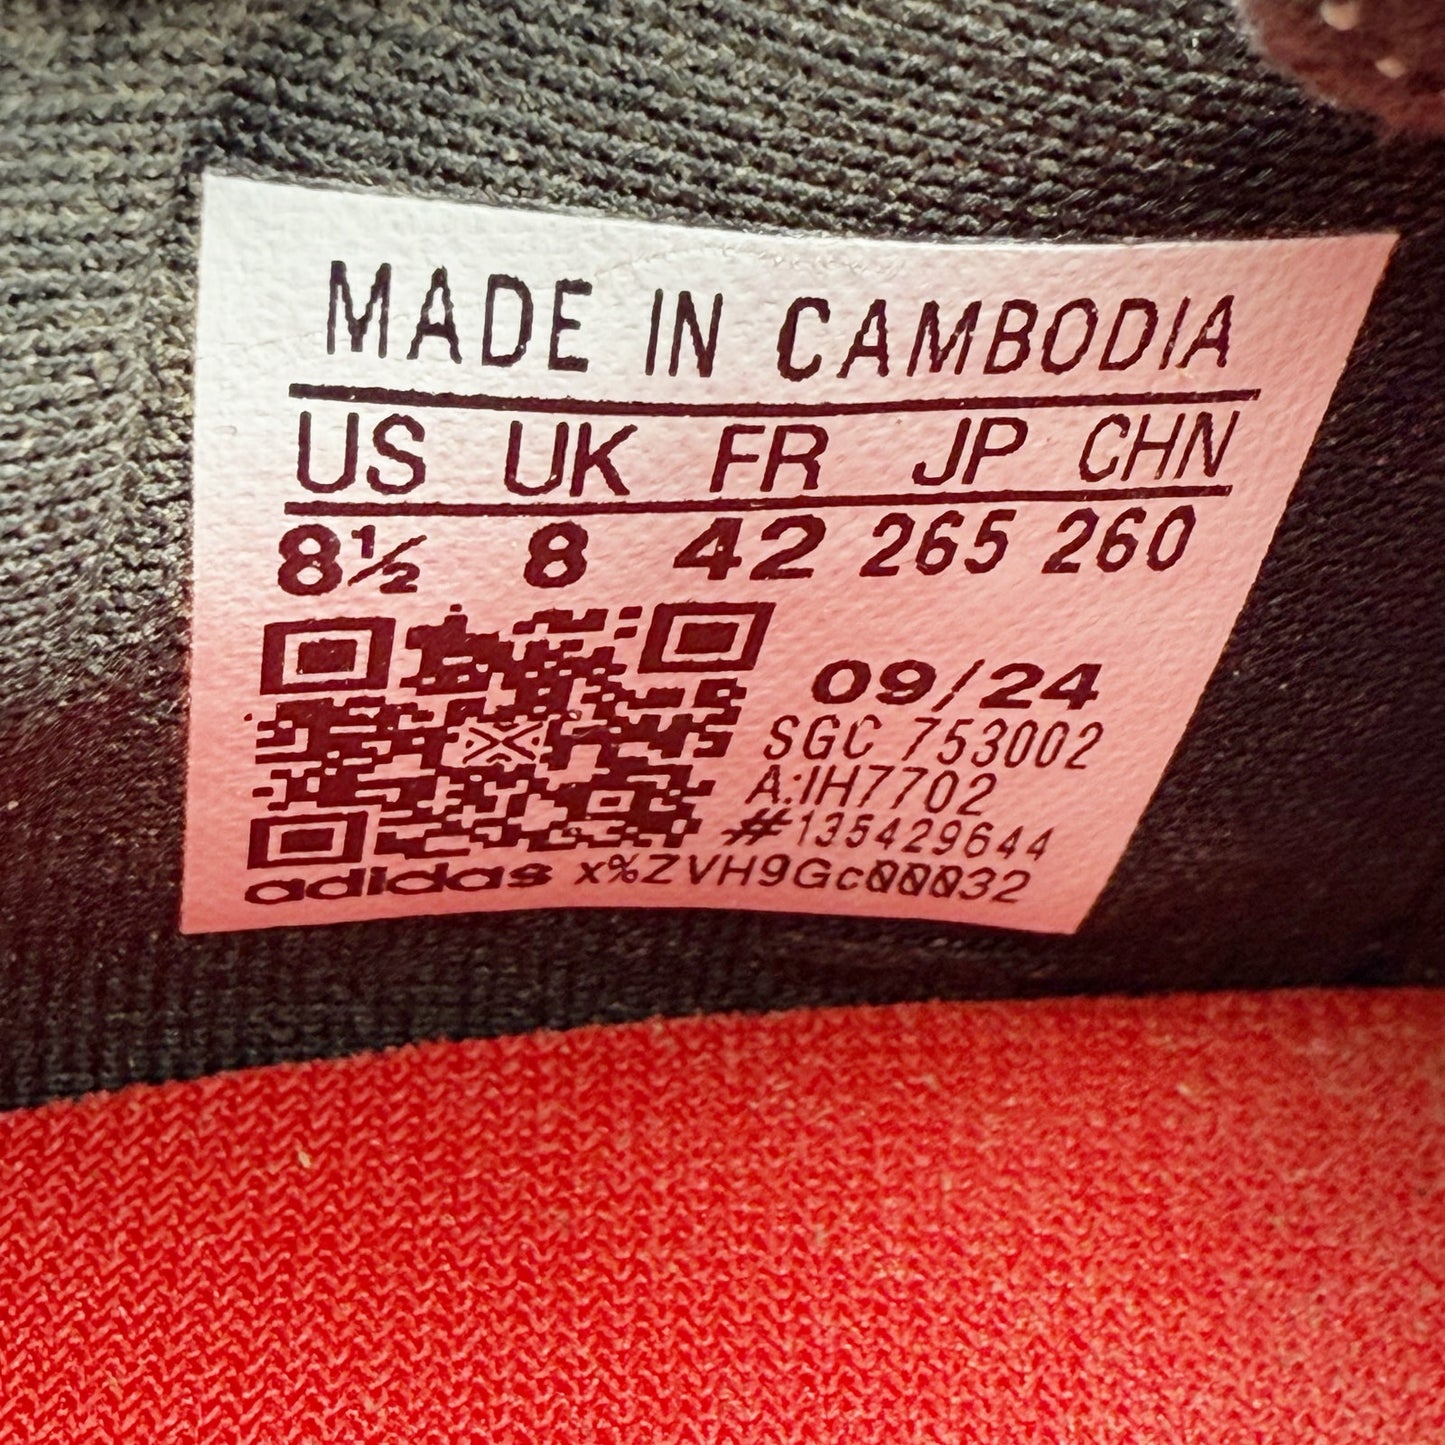 MADE IN CAMBODIA
US UK FR JP CHN
8½ 8 42 265 260
09/24
SGC 753002
A:IH7702
#135429644
adidas x%ZVH9Gc00032